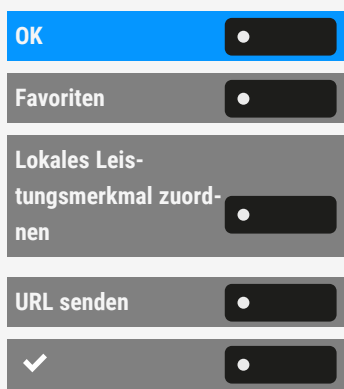 OK
Favoriten
Lokales Leis-
tungsmerkmal zuord-
nen
URL senden